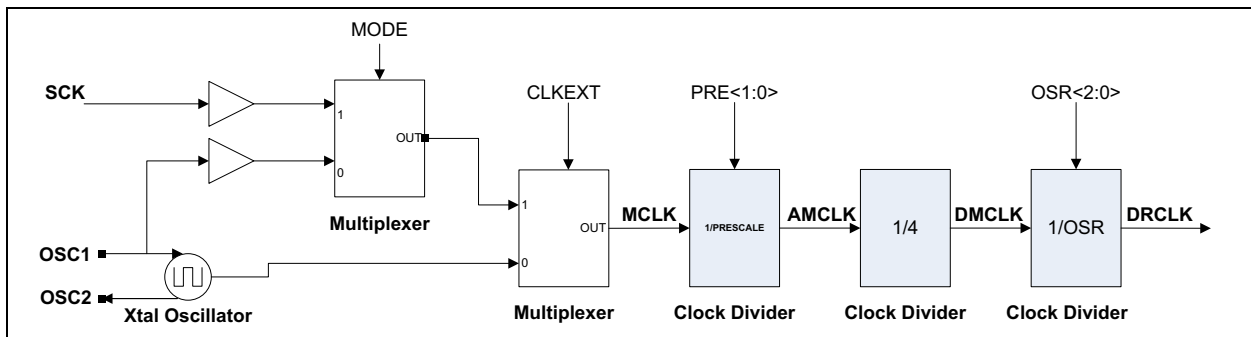 MODE
SCK
1
OUT
0
Multiplexer
CLKEXT
PRE<1:0>
OSR<2:0>
1
OUT
0
MCLK
1/PRESCALE
AMCLK
1/4
DMCLK
1/OSR
DRCLK
OSC1
OSC2
Xtal Oscillator
Multiplexer
Clock Divider
Clock Divider
Clock Divider